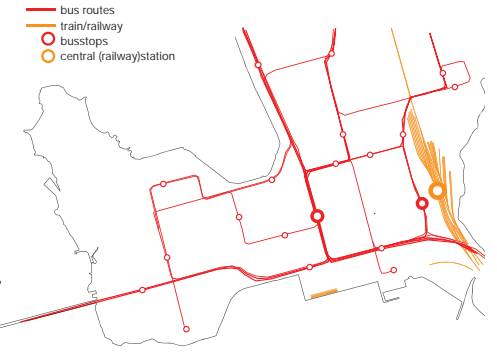 bus routes
train/railway
busstops
central (railway)station